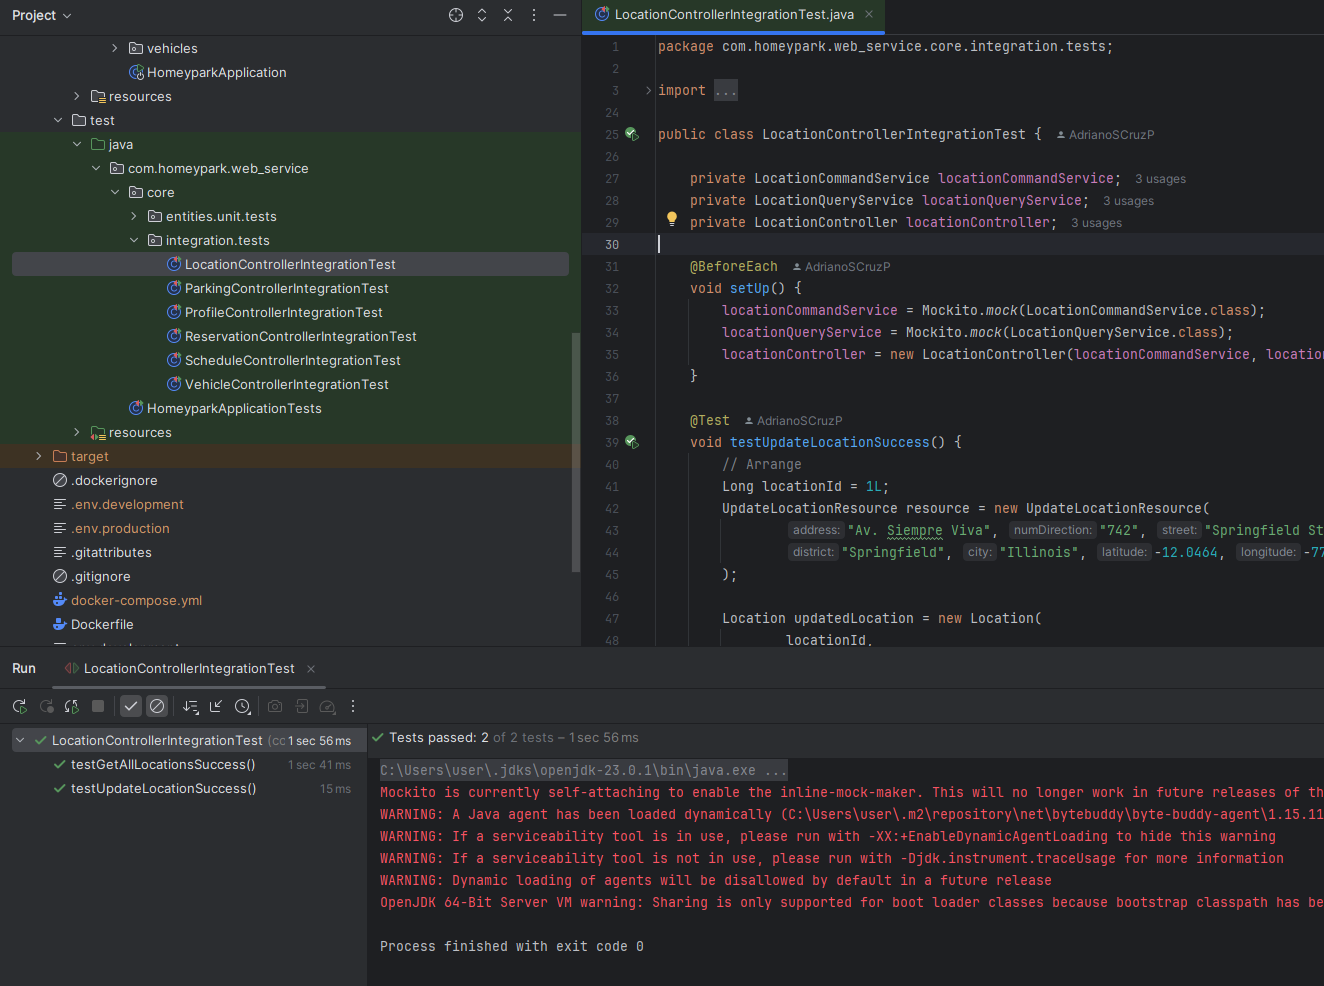 Project
vehicles
HomeyparkApplication
resources
test
java
com.homeypark.web_service
core
entities.unit.tests
integration.tests
LocationControllerIntegrationTest
ParkingControllerIntegrationTest
ProfileControllerIntegrationTest
ReservationControllerIntegrationTest
ScheduleControllerIntegrationTest
VehicleControllerIntegrationTest
HomeyparkApplicationTests
resources
target
.dockerignore
.env.development
.env.production
.gitattributes
.gitignore
docker-compose.yml
Dockerfile
LocationControllerIntegrationTest.java
1 package com.homeypark.web_service.core.integration.tests;
2
3 import ...
24
25 public class LocationControllerIntegrationTest { AdrianoSCruzP
26
27 private LocationCommandService locationCommandService; 3 usages
28 private LocationQueryService locationQueryService; 3 usages
29 private LocationController locationController; 3 usages
30
31 @BeforeEach AdrianoSCruzP
32 void setUp() {
33 locationCommandService = Mockito.mock(LocationCommandService.class);
34 locationQueryService = Mockito.mock(LocationQueryService.class);
35 locationController = new LocationController(locationCommandService, location
36 }
37
38 @Test AdrianoSCruzP
39 void testUpdateLocationSuccess() {
40 // Arrange
41 Long locationId = 1L;
42 UpdateLocationResource resource = new UpdateLocationResource(
43 address: "Av. Siempre Viva", numDirection: "742", street: "Springfield St
44 district: "Springfield", city: "Illinois", latitude: -12.0464, longitude: -77
45 );
46
47 Location updatedLocation = new Location(
48 locationId,
Run LocationControllerIntegrationTest
LocationControllerIntegrationTest (cc 1 sec 56 ms
testGetAllLocationsSuccess() 1 sec 41 ms
testUpdateLocationSuccess() 15 ms
Tests passed: 2 of 2 tests – 1 sec 56 ms
C:\Users\user\.jdks\openjdk-23.0.1\bin\java.exe ...
Mockito is currently self-attaching to enable the inline-mock-maker. This will no longer work in future releases of th
WARNING: A Java agent has been loaded dynamically (C:\Users\user\.m2\repository\net\bytebuddy\byte-buddy-agent\1.15.11
WARNING: If a serviceability tool is in use, please run with -XX:+EnableDynamicAgentLoading to hide this warning
WARNING: If a serviceability tool is not in use, please run with -Djdk.instrument.traceUsage for more information
WARNING: Dynamic loading of agents will be disallowed by default in a future release
OpenJDK 64-Bit Server VM warning: Sharing is only supported for boot loader classes because bootstrap classpath has be
Process finished with exit code 0